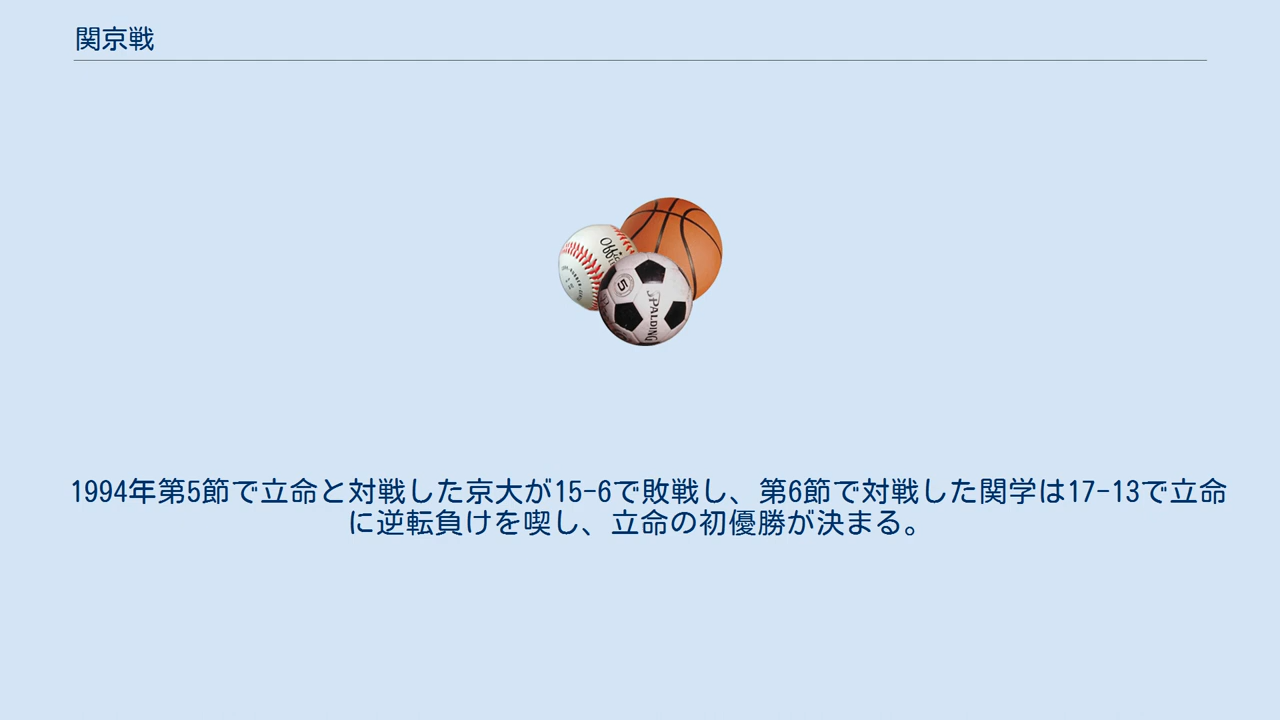 関京戦
Offic
5
SPALDING
1994年第5節で立命と対戦した京大が15-6で敗戦し、第6節で対戦した関学は17-13で立命
に逆転負けを喫し、立命の初優勝が決まる。